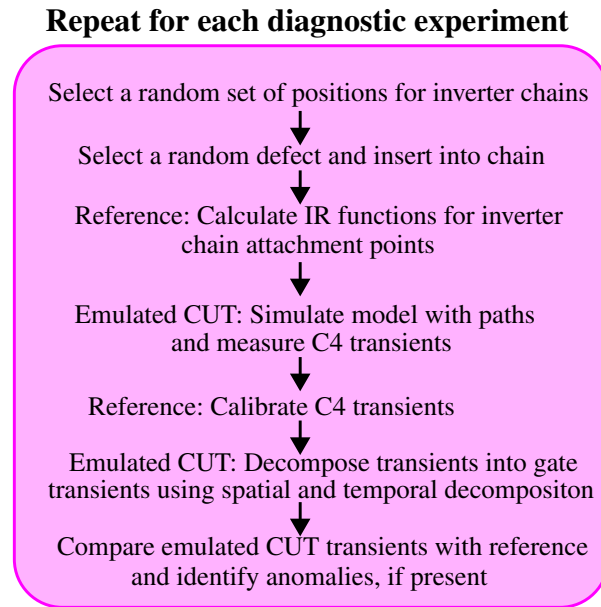 Repeat for each diagnostic experiment
Select a random set of positions for inverter chains
Select a random defect and insert into chain
Reference: Calculate IR functions for inverter
chain attachment points
Emulated CUT: Simulate model with paths
and measure C4 transients
Reference: Calibrate C4 transients
Emulated CUT: Decompose transients into gate
transients using spatial and temporal decompositon
Compare emulated CUT transients with reference
and identify anomalies, if present